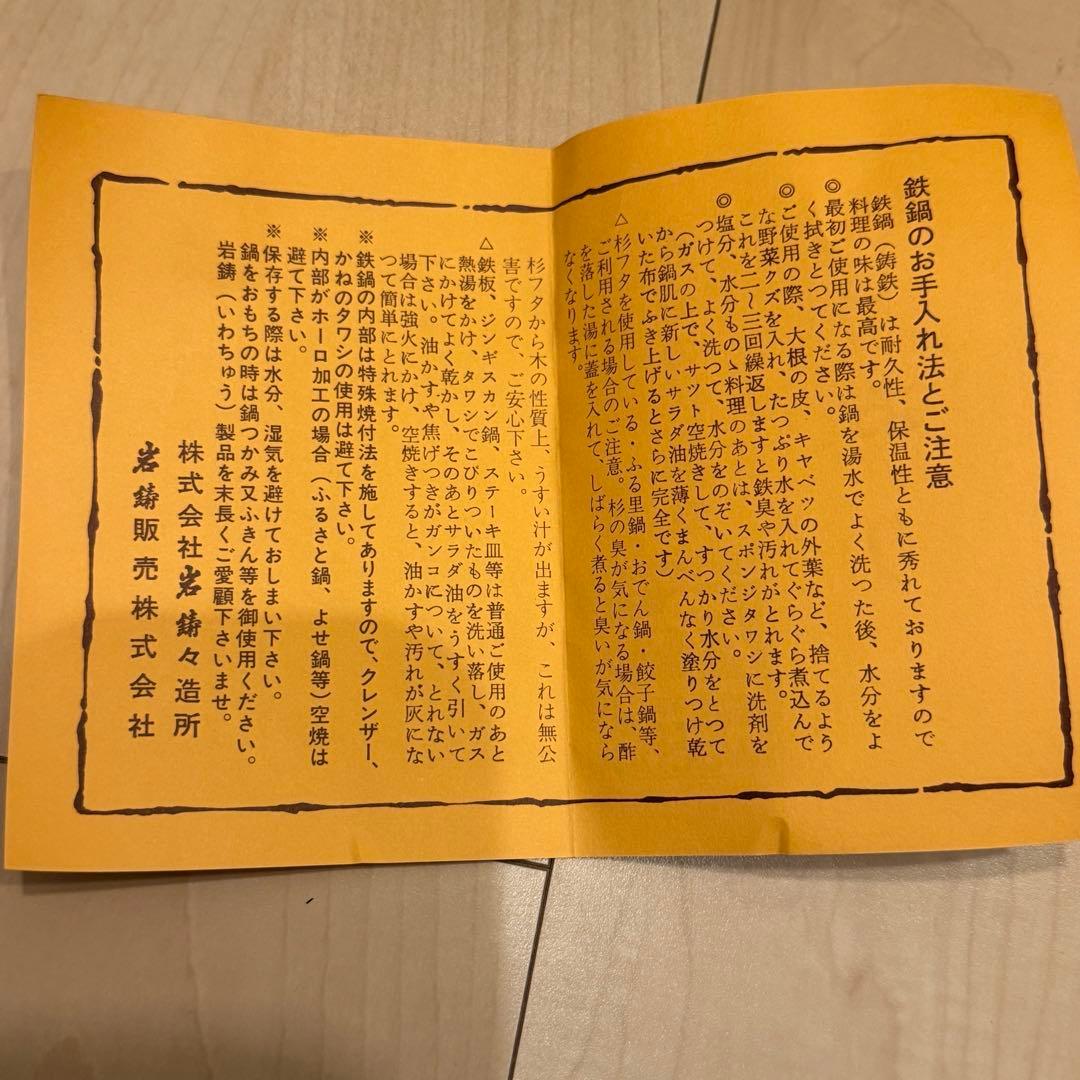 鉄鍋のお手入れ法とご注意
鉄鍋（鋳鉄）は耐久性、保温性ともに秀れておりますので
料理の味は最高です。
◎最初ご使用になる際は鍋を湯水でよく洗つた後、水分をよ
く拭きとつてください。
◎ご使用の際、大根の皮、キャベツの外葉など、捨てるよう
な野菜クズを入れ、たつぷり水を入れてぐらぐら煮込んで
これを二〜三回繰返しますと鉄臭や汚れがとれます。
◎塩分、水分もの〻料理のあとは、スポンジタワシに洗剤を
つけて、よく洗つて、水分をのぞいてください。
（ガスの上で、サツト空焼きして、すつかり水分をとつて
から鍋肌に新しいサラダ油を薄くまんべんなく塗りつけ乾
いた布でふき上げるとさらに完全です）
△杉フタを使用している・ふる里鍋・おでん鍋・餃子鍋等、
ご利用される場合のご注意。杉の臭が気になる場合は、酢
を落した湯に蓋を入れて、しばらく煮ると臭いが気になら
なくなります。
杉フタから木の性質上、うすい汁が出ますが、これは無公
害ですので、ご安心下さい。
△鉄板、ジンギスカン鍋、ステーキ皿等は普通ご使用のあと
熱湯をかけ、タワシでこびりついたものを洗い落し、ガス
にかけてよく乾かし、そのあとサラダ油をうすく引いて
下さい。油かすや焦げつきがガンコについて、とれない
場合は強火にかけ、空焼きすると、油かすや汚れが灰にな
つて簡単にとれます。
※鉄鍋の内部は特殊焼付法を施してありますので、クレンザー、
かねのタワシの使用は避て下さい。
※内部がホーロ加工の場合（ふるさと鍋、よせ鍋等）空焼は
避て下さい。
※保存する際は水分、湿気を避けておしまい下さい。
鍋をおもちの時は鍋つかみ又ふきん等を御使用ください。
岩鋳（いわちゅう）製品を末長くご愛顧下さいませ。
株式会社岩鋳々造所
岩鋳販売株式会社